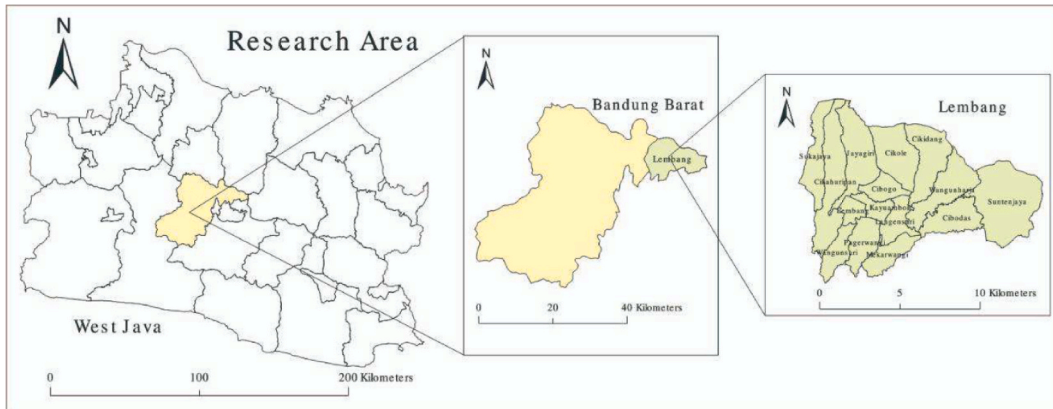 N
Research Area
West Java
0 100 200 Kilometers
N
Bandung Barat
Lembang
0 20 40 Kilometers
N
Lembang
Cikidang
Sukajaya
Jayagiri
Cikole
Cikahuripan
Cibogo
Wangunharja
Suntenjaya
Lembang
Kayuambon
Langensari
Cibodas
Pagerwangi
Wangunsari
Mekarwangi
0 5 10 Kilometers